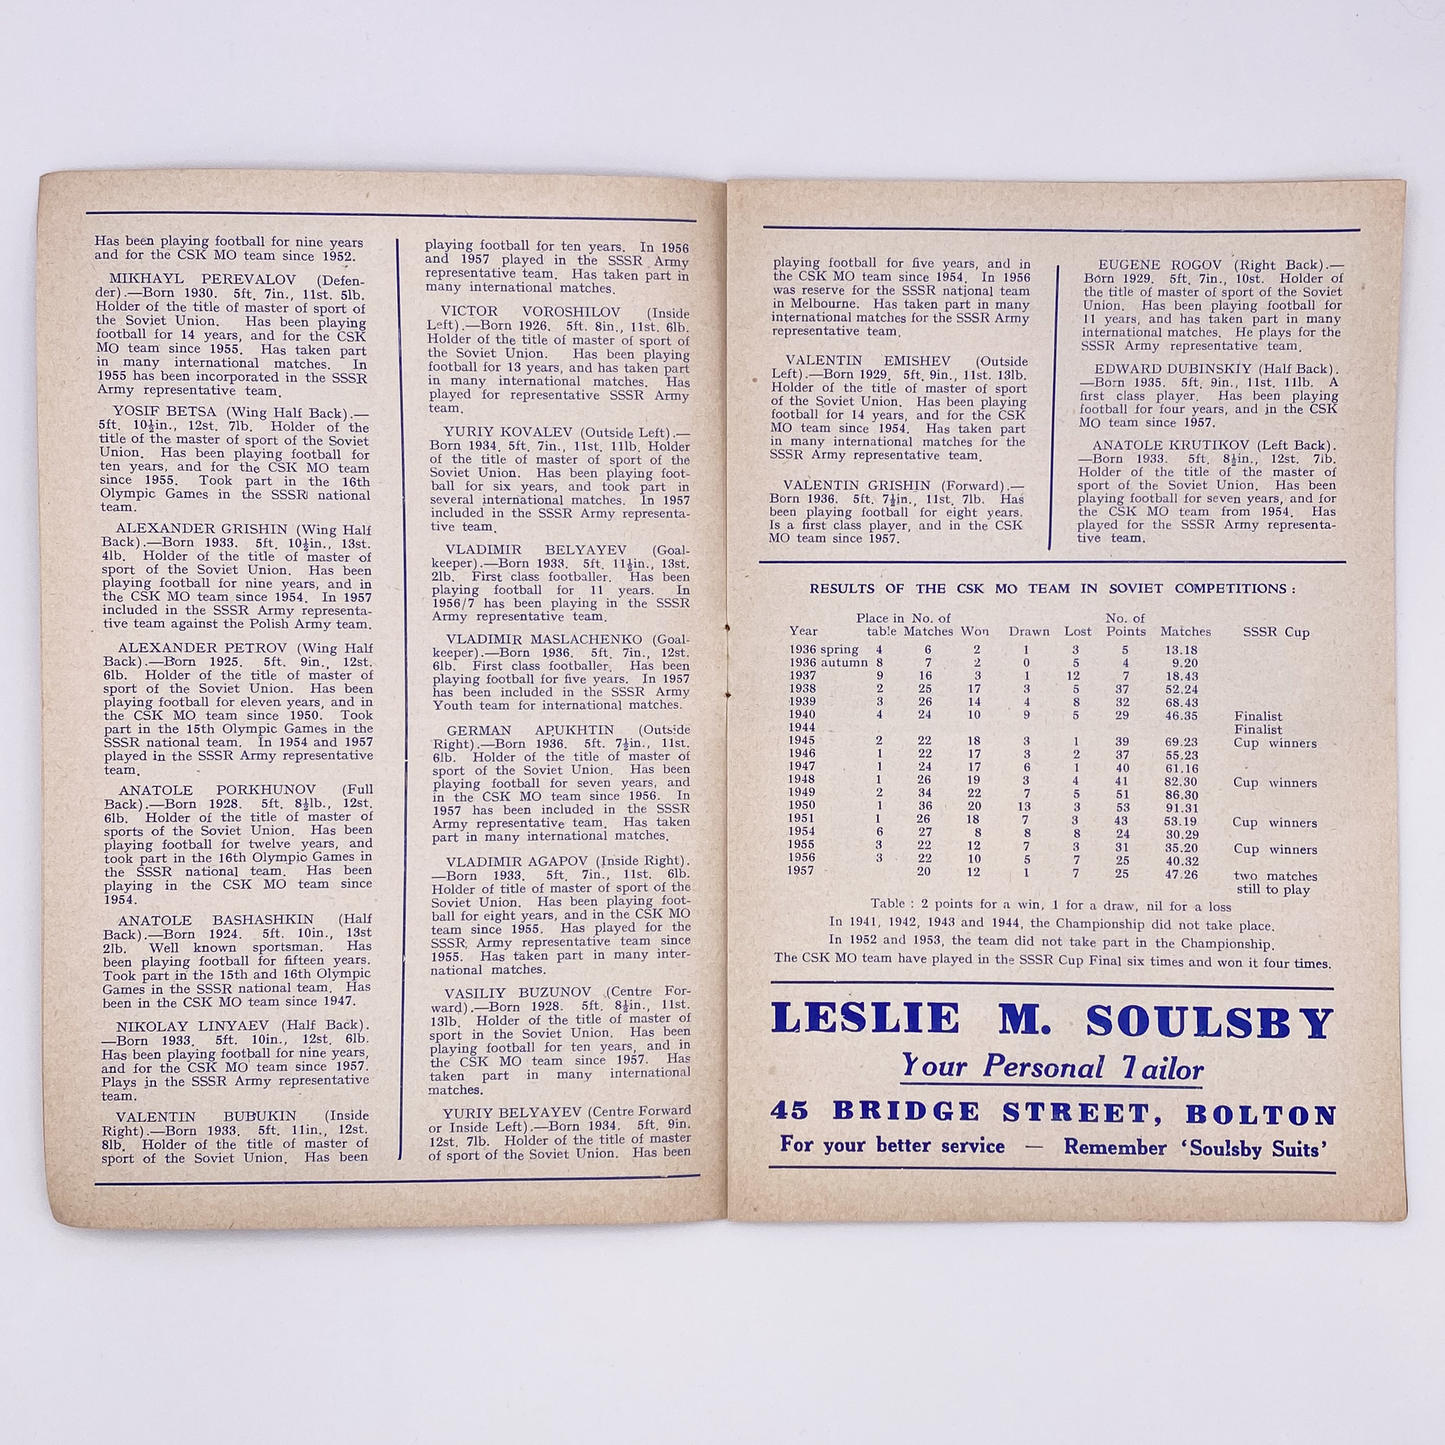 Has been playing football for nine years
and for the CSK MO team since 1952.
MIKHAYL PEREVALOV (Defen-
der).—Born 1930. 5ft. 7in., 11st. 5lb.
Holder of the title of master of sport of
the Soviet Union. Has been playing
football for 14 years, and for the CSK
MO team since 1955. Has taken part
in many international matches. In
1955 has been incorporated in the SSSR
Army representative team.
YOSIF BETSA (Wing Half Back).—
5ft. 10½in., 12st. 7lb. Holder of the
title of the master of sport of the Soviet
Union. Has been playing football for
ten years, and for the CSK MO team
since 1955. Took part in the 16th
Olympic Games in the SSSR national
team.
ALEXANDER GRISHIN (Wing Half
Back).—Born 1933. 5ft. 10½in., 13st.
4lb. Holder of the title of master of
sport of the Soviet Union. Has been
playing football for nine years, and in
the CSK MO team since 1954. In 1957
included in the SSSR Army representa-
tive team against the Polish Army team.
ALEXANDER PETROV (Wing Half
Back).—Born 1925. 5ft. 9in., 12st.
6lb. Holder of the title of master of
sport of the Soviet Union. Has been
playing football for eleven years, and in
the CSK MO team since 1950. Took
part in the 15th Olympic Games in the
SSSR national team. In 1954 and 1957
played in the SSSR Army representative
team.
ANATOLE PORKHUNOV (Full
Back).—Born 1928. 5ft. 8½lb., 12st.
6lb. Holder of the title of master of
sports of the Soviet Union. Has been
playing football for twelve years, and
took part in the 16th Olympic Games in
the SSSR national team. Has been
playing in the CSK MO team since
1954.
ANATOLE BASHASHKIN (Half
Back).—Born 1924. 5ft. 10in., 13st
2lb. Well known sportsman. Has
been playing football for fifteen years.
Took part in the 15th and 16th Olympic
Games in the SSSR national team. Has
been in the CSK MO team since 1947.
NIKOLAY LINYAEV (Half Back).
—Born 1933. 5ft. 10in., 12st. 6lb.
Has been playing football for nine years,
and for the CSK MO team since 1957.
Plays in the SSSR Army representative
team.
VALENTIN BUBUKIN (Inside
Right).—Born 1933. 5ft. 11in., 12st.
8lb. Holder of the title of master of
sport of the Soviet Union. Has been
playing football for ten years. In 1956
and 1957 played in the SSSR Army
representative team. Has taken part in
many international matches.
VICTOR VOROSHILOV (Inside
Left).—Born 1926. 5ft. 8in., 11st. 6lb.
Holder of the title of master of sport of
the Soviet Union. Has been playing
football for 13 years, and has taken part
in many international matches. Has
played for representative SSSR Army
team.
YURIY KOVALEV (Outside Left).—
Born 1934. 5ft. 7in., 11st. 11lb. Holder
of the title of master of sport of the
Soviet Union. Has been playing foot-
ball for six years, and took part in
several international matches. In 1957
included in the SSSR Army representa-
tive team.
VLADIMIR BELYAYEV (Goal-
keeper).—Born 1933. 5ft. 11½in., 13st.
2lb. First class footballer. Has been
playing football for 11 years. In
1956/7 has been playing in the SSSR
Army representative team.
VLADIMIR MASLACHENKO (Goal-
keeper).—Born 1936. 5ft. 7in., 12st.
6lb. First class footballer. Has been
playing football for five years. In 1957
has been included in the SSSR Army
Youth team for international matches.
GERMAN APUKHTIN (Outside
Right).—Born 1936. 5ft. 7½in., 11st.
6lb. Holder of the title of master of
sport of the Soviet Union. Has been
playing football for seven years, and
in the CSK MO team since 1956. In
1957 has been included in the SSSR
Army representative team. Has taken
part in many international matches.
VLADIMIR AGAPOV (Inside Right).
—Born 1933. 5ft. 7in., 11st. 6lb.
Holder of title of master of sport of the
Soviet Union. Has been playing foot-
ball for eight years, and in the CSK MO
team since 1955. Has played for the
SSSR, Army representative team since
1955. Has taken part in many inter-
national matches.
VASILIY BUZUNOV (Centre For-
ward).—Born 1928. 5ft. 8½in., 11st.
13lb. Holder of the title of master of
sport in the Soviet Union. Has been
playing football for ten years, and in
the CSK MO team since 1957. Has
taken part in many international
matches.
YURIY BELYAYEV (Centre Forward
or Inside Left).—Born 1934. 5ft. 9in.
12st. 7lb. Holder of the title of master
of sport of the Soviet Union. Has been
playing football for five years, and in
the CSK MO team since 1954. In 1956
was reserve for the SSSR national team
in Melbourne. Has taken part in many
international matches for the SSSR Army
representative team.
VALENTIN EMISHEV (Outside
Left).—Born 1929. 5ft. 9in., 11st. 13lb.
Holder of the title of master of sport
of the Soviet Union. Has been playing
football for 14 years, and for the CSK
MO team since 1954. Has taken part
in many international matches for the
SSSR Army representative team.
VALENTIN GRISHIN (Forward).—
Born 1936. 5ft. 7½in., 11st. 7lb. Has
been playing football for eight years.
Is a first class player, and in the CSK
MO team since 1957.
EUGENE ROGOV (Right Back).—
Born 1929. 5ft. 7in., 10st. Holder of
the title of master of sport of the Soviet
Union. Has been playing football for
11 years, and has taken part in many
international matches. He plays for the
SSSR Army representative team.
EDWARD DUBINSKIY (Half Back).
—Born 1935. 5ft. 9in., 11st. 11lb. A
first class player. Has been playing
football for four years, and in the CSK
MO team since 1957.
ANATOLE KRUTIKOV (Left Back).
—Born 1933. 5ft. 8½in., 12st. 7lb.
Holder of the title of the master of
sport of the Soviet Union. Has been
playing football for seven years, and for
the CSK MO team from 1954. Has
played for the SSSR Army representa-
tive team.
RESULTS OF THE CSK MO TEAM IN SOVIET COMPETITIONS :
Place in No. of No. of
Year table Matches Won Drawn Lost Points Matches SSSR Cup
1936 spring 4 6 2 1 3 5 13.18
1936 autumn 8 7 2 0 5 4 9.20
1937 9 16 3 1 12 7 18.43
1938 2 25 17 3 5 37 52.24
1939 3 26 14 4 8 32 68.43
1940 4 24 10 9 5 29 46.35 Finalist
1944 Finalist
1945 2 22 18 3 1 39 69.23 Cup winners
1946 1 22 17 3 2 37 55.23
1947 1 24 17 6 1 40 61.16
1948 1 26 19 3 4 41 82.30 Cup winners
1949 2 34 22 7 5 51 86.30
1950 1 36 20 13 3 53 91.31
1951 1 26 18 7 3 43 53.19 Cup winners
1954 6 27 8 8 8 24 30.29
1955 3 22 12 7 3 31 35.20 Cup winners
1956 3 22 10 5 7 25 40.32
1957 20 12 1 7 25 47.26 two matches
still to play
Table : 2 points for a win, 1 for a draw, nil for a loss
In 1941, 1942, 1943 and 1944, the Championship did not take place.
In 1952 and 1953, the team did not take part in the Championship.
The CSK MO team have played in the SSSR Cup Final six times and won it four times.
LESLIE M. SOULSBY
Your Personal Tailor
45 BRIDGE STREET, BOLTON
For your better service — Remember 'Soulsby Suits'